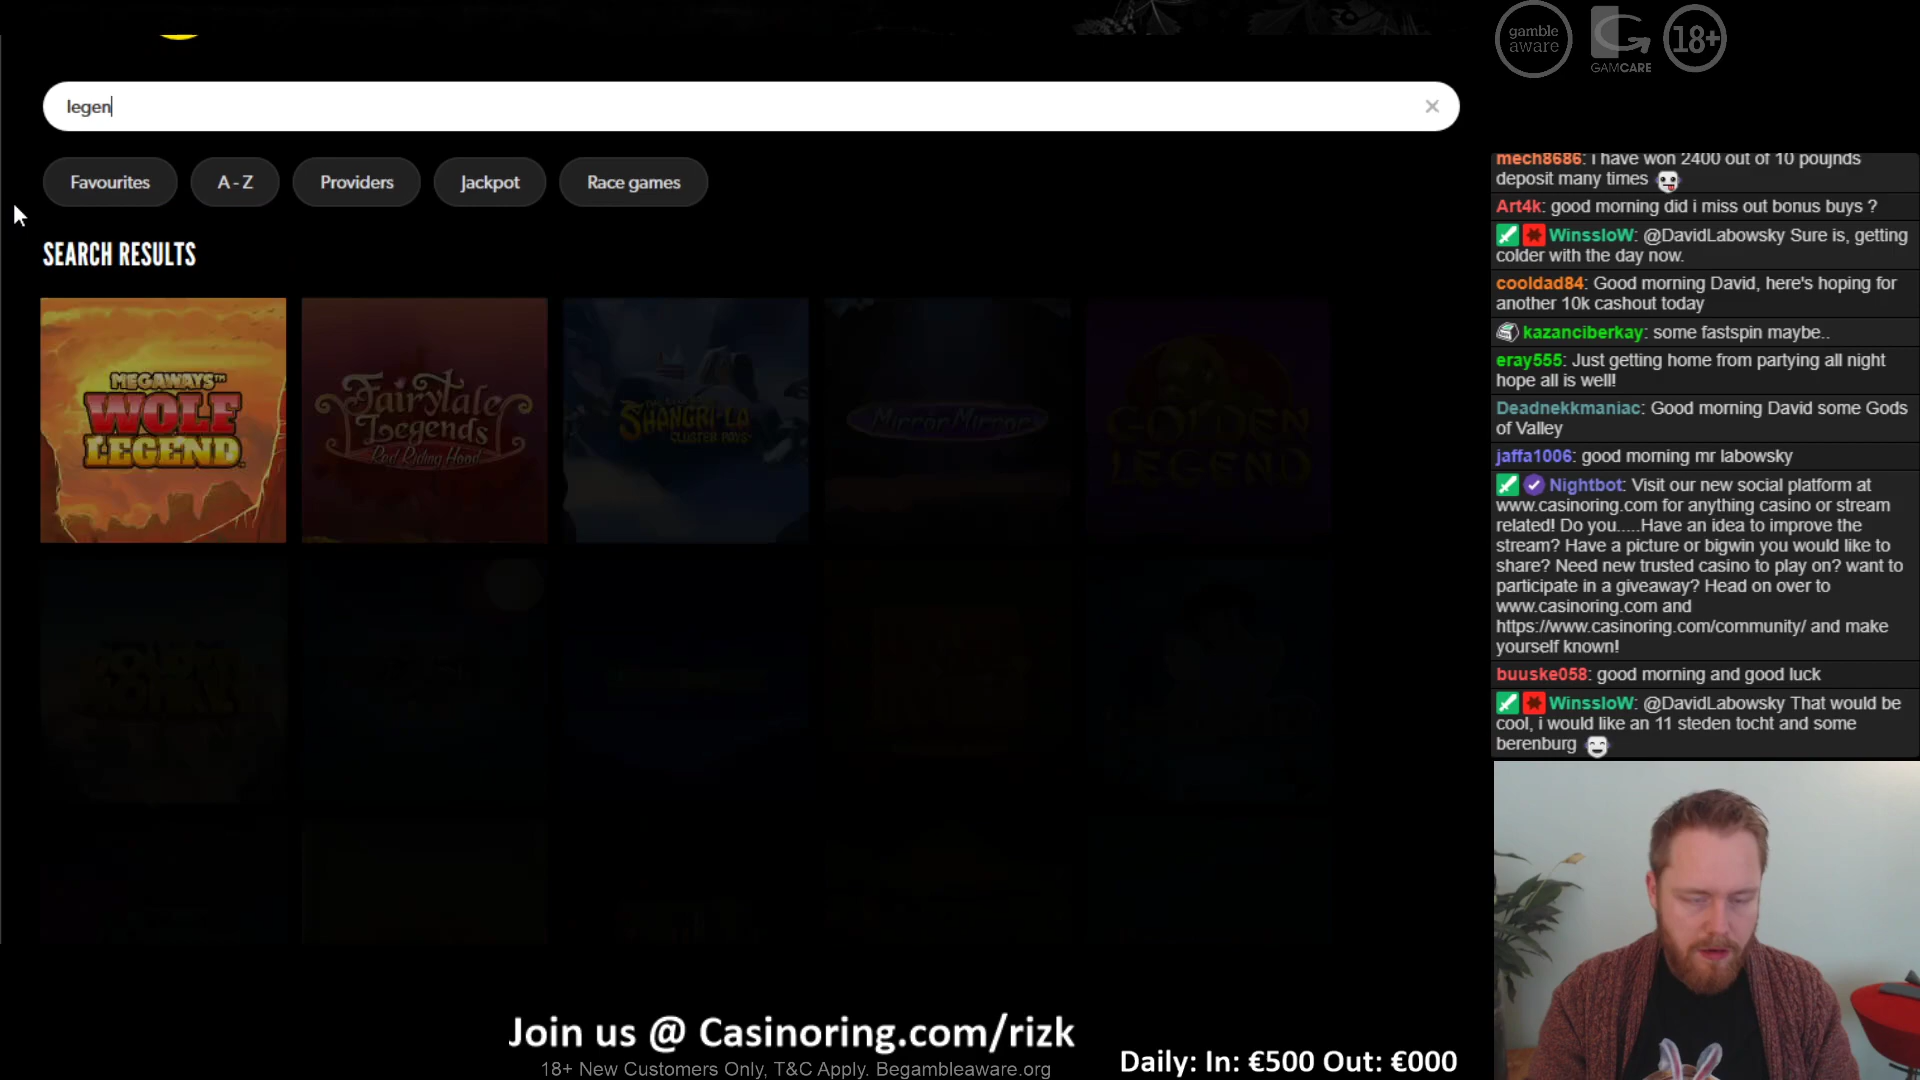 legen
Favourites
A - Z
Providers
Jackpot
Race games
SEARCH RESULTS
MEGAWAYS™
WOLF
LEGEND
Fairytale
Legends
Red Riding Hood
SHANGRI-LA
CLUSTER PAYS
Mirror Mirror
GOLDEN
LEGEND
gamble
aware
GAMCARE
18+
mech8686: i have won 2400 out of 10 poujnds
deposit many times
Art4k: good morning did i miss out bonus buys ?
WinssloW: @DavidLabowsky Sure is, getting
colder with the day now.
cooldad84: Good morning David, here's hoping for
another 10k cashout today
kazanciberkay: some fastspin maybe..
eray555: Just getting home from partying all night
hope all is well!
Deadnekkmaniac: Good morning David some Gods
of Valley
jaffa1006: good morning mr labowsky
Nightbot: Visit our new social platform at
www.casinoring.com for anything casino or stream
related! Do you.....Have an idea to improve the
stream? Have a picture or bigwin you would like to
share? Need new trusted casino to play on? want to
participate in a giveaway? Head on over to
www.casinoring.com and
https://www.casinoring.com/community/ and make
yourself known!
buuske058: good morning and good luck
WinssloW: @DavidLabowsky That would be
cool, i would like an 11 steden tocht and some
berenburg
Join us @ Casinoring.com/rizk
18+ New Customers Only, T&C Apply. Begambleaware.org
Daily: In: €500 Out: €000